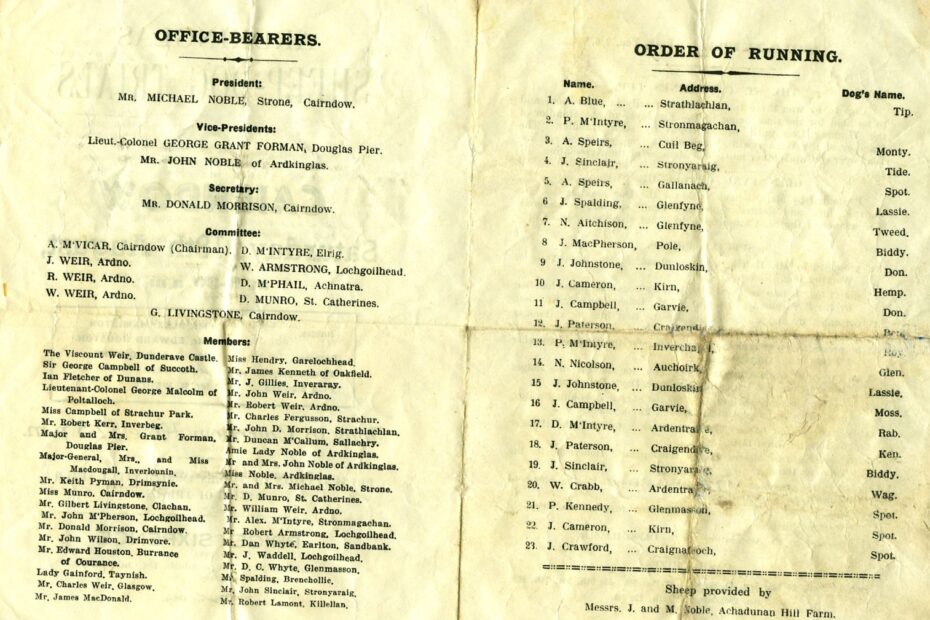 OFFICE-BEARERS.
President:
MR. MICHAEL NOBLE, Strone, Cairndow.
Vice-Presidents:
Lieut.-Colonel GEORGE GRANT FORMAN, Douglas Pier.
MR. JOHN NOBLE of Ardkinglas.
Secretary:
MR. DONALD MORRISON, Cairndow.
Committee:
A. M'VICAR, Cairndow (Chairman).
J. WEIR, Ardno.
R. WEIR, Ardno.
W. WEIR, Ardno.
D. M'INTYRE, Elrig.
W. ARMSTRONG, Lochgoilhead.
D. M'PHAIL, Achnatra.
D. MUNRO, St. Catherines.
G. LIVINGSTONE, Cairndow.
Members:
The Viscount Weir, Dunderave Castle.
Sir George Campbell of Succoth.
Ian Fletcher of Dunans.
Lieutenant-Colonel George Malcolm of
Poltalloch.
Miss Campbell of Strachur Park.
Mr. Robert Kerr, Inverbeg.
Major and Mrs. Grant Forman,
Douglas Pier.
Major-General, Mrs., and Miss
Macdougall, Inverlounin.
Mr. Keith Pyman, Drimsynie.
Miss Munro, Cairndow.
Mr. Gilbert Livingstone, Clachan.
Mr. John M'Pherson, Lochgoilhead.
Mr. Donald Morrison, Cairndow.
Mr. John Wilson, Drimvore.
Mr. Edward Houston, Burrance
of Courance.
Lady Gainford, Taynish.
Mr. Charles Weir, Glasgow.
Mr. James MacDonald.
Miss Hendry, Garelochhead.
Mr. James Kenneth of Oakfield.
Mr. J. Gillies, Inveraray.
Mr. John Weir, Ardno.
Mr. Robert Weir, Ardno.
Mr. Charles Fergusson, Strachur.
Mr. John D. Morrison, Strathlachlan.
Mr. Duncan M'Callum, Sallachry.
Amie Lady Noble of Ardkinglas.
Mr and Mrs. John Noble of Ardkinglas.
Miss Noble, Ardkinglas.
Mr. and Mrs. Michael Noble, Strone.
Mr. D. Munro, St. Catherines.
Mr. William Weir, Ardno.
Mr. Alex. M'Intyre, Stronmagachan.
Mr Robert Armstrong, Lochgoilhead.
Mr. Dan Whyte, Earlton, Sandbank.
Mr. J. Waddell, Lochgoilhead.
Mr. D. C. Whyte, Glenmasson.
Mr. Spalding, Brenchollie.
Mr. John Sinclair, Stronyaraig.
Mr. Robert Lamont, Killellan.
ORDER OF RUNNING.
Name. Address. Dog's Name.
1. A. Blue, ... ... Strathlachlan, Tip.
2. P. M'Intyre, ... Stronmagachan,
3. A. Speirs, ... Cuil Beg, Monty.
4. J. Sinclair, ... Stronyaraig, Tide.
5. A. Speirs, ... Gallanach, Spot.
6 J. Spalding, ... Glenfyne, Lassie.
7. N. Aitchison, ... Glenfyne, Tweed.
8 J. MacPherson, Pole, Biddy.
9 J. Johnstone, ... Dunloskin, Don.
10 J. Cameron, ... Kirn, Hemp.
11 J. Campbell, ... Garvie, Don.
12. J. Paterson, ...
13. P. M'Intyre, ... Roy.
14. N. Nicolson, ... Auchoirk, Glen.
15 J. Johnstone, ... Dunloskin, Lassie.
16 J. Campbell, ... Garvie, Moss.
17. D. M'Intyre, ... Ardentraive, Rab.
18. J. Paterson, ... Craigendive, Ken.
19. J. Sinclair, ... Stronyaraig, Biddy.
20. W. Crabb, ... Ardentraive, Wag.
21. P. Kennedy, ... Glenmasson, Spot.
22. J. Cameron, ... Kirn, Spot.
23. J. Crawford, ... Craignafeoch, Spot.
Sheep provided by
Messrs. J. and M. Noble, Achadunan Hill Farm.